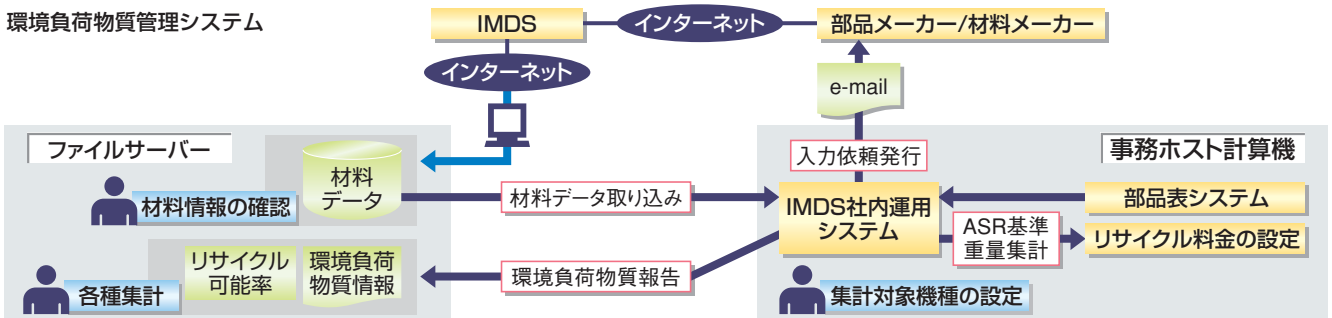 環境負荷物質管理システム
IMDS
インターネット
部品メーカー/材料メーカー
インターネット
e-mail
ファイルサーバー
入力依頼発行
事務ホスト計算機
材料
データ
材料情報の確認
材料データ取り込み
IMDS社内運用
システム
部品表システム
ASR基準
重量集計
リサイクル料金の設定
リサイクル
可能率
環境負荷
物質情報
環境負荷物質報告
各種集計
集計対象機種の設定